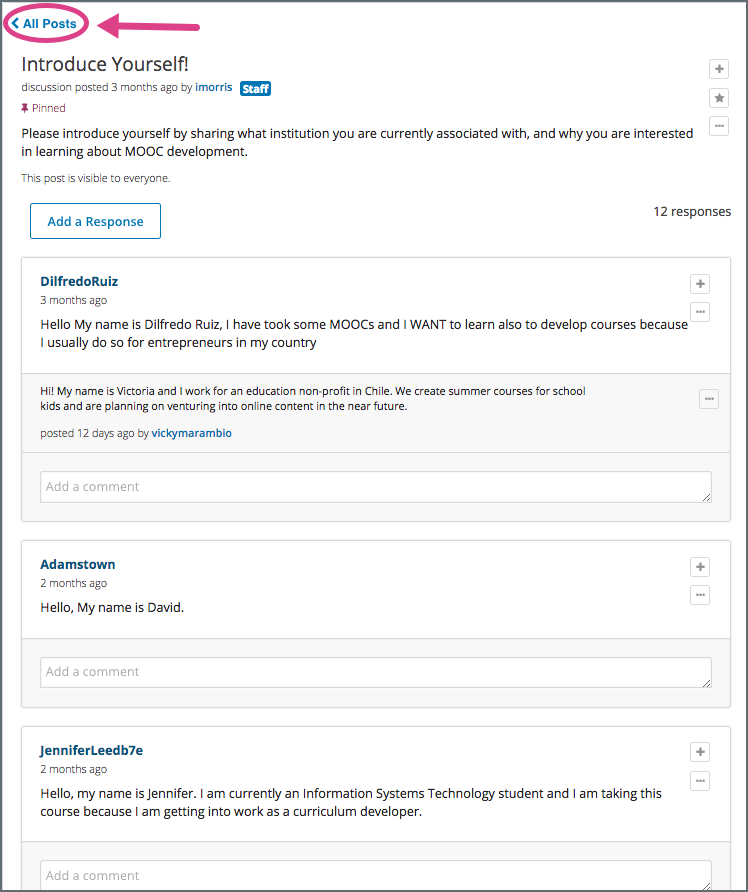 All Posts
Introduce Yourself!
discussion posted 3 months ago by imorris Staff
Pinned
Please introduce yourself by sharing what institution you are currently associated with, and why you are interested
in learning about MOOC development.
This post is visible to everyone.
Add a Response
12 responses
DilfredoRuiz
3 months ago
Hello My name is Dilfredo Ruiz, I have took some MOOCs and I WANT to learn also to develop courses because
I usually do so for entrepreneurs in my country
Hi! My name is Victoria and I work for an education non-profit in Chile. We create summer courses for school
kids and are planning on venturing into online content in the near future.
posted 12 days ago by vickymarambio
Add a comment
Adamstown
2 months ago
Hello, My name is David.
Add a comment
JenniferLeedb7e
2 months ago
Hello, my name is Jennifer. I am currently an Information Systems Technology student and I am taking this
course because I am getting into work as a curriculum developer.
Add a comment